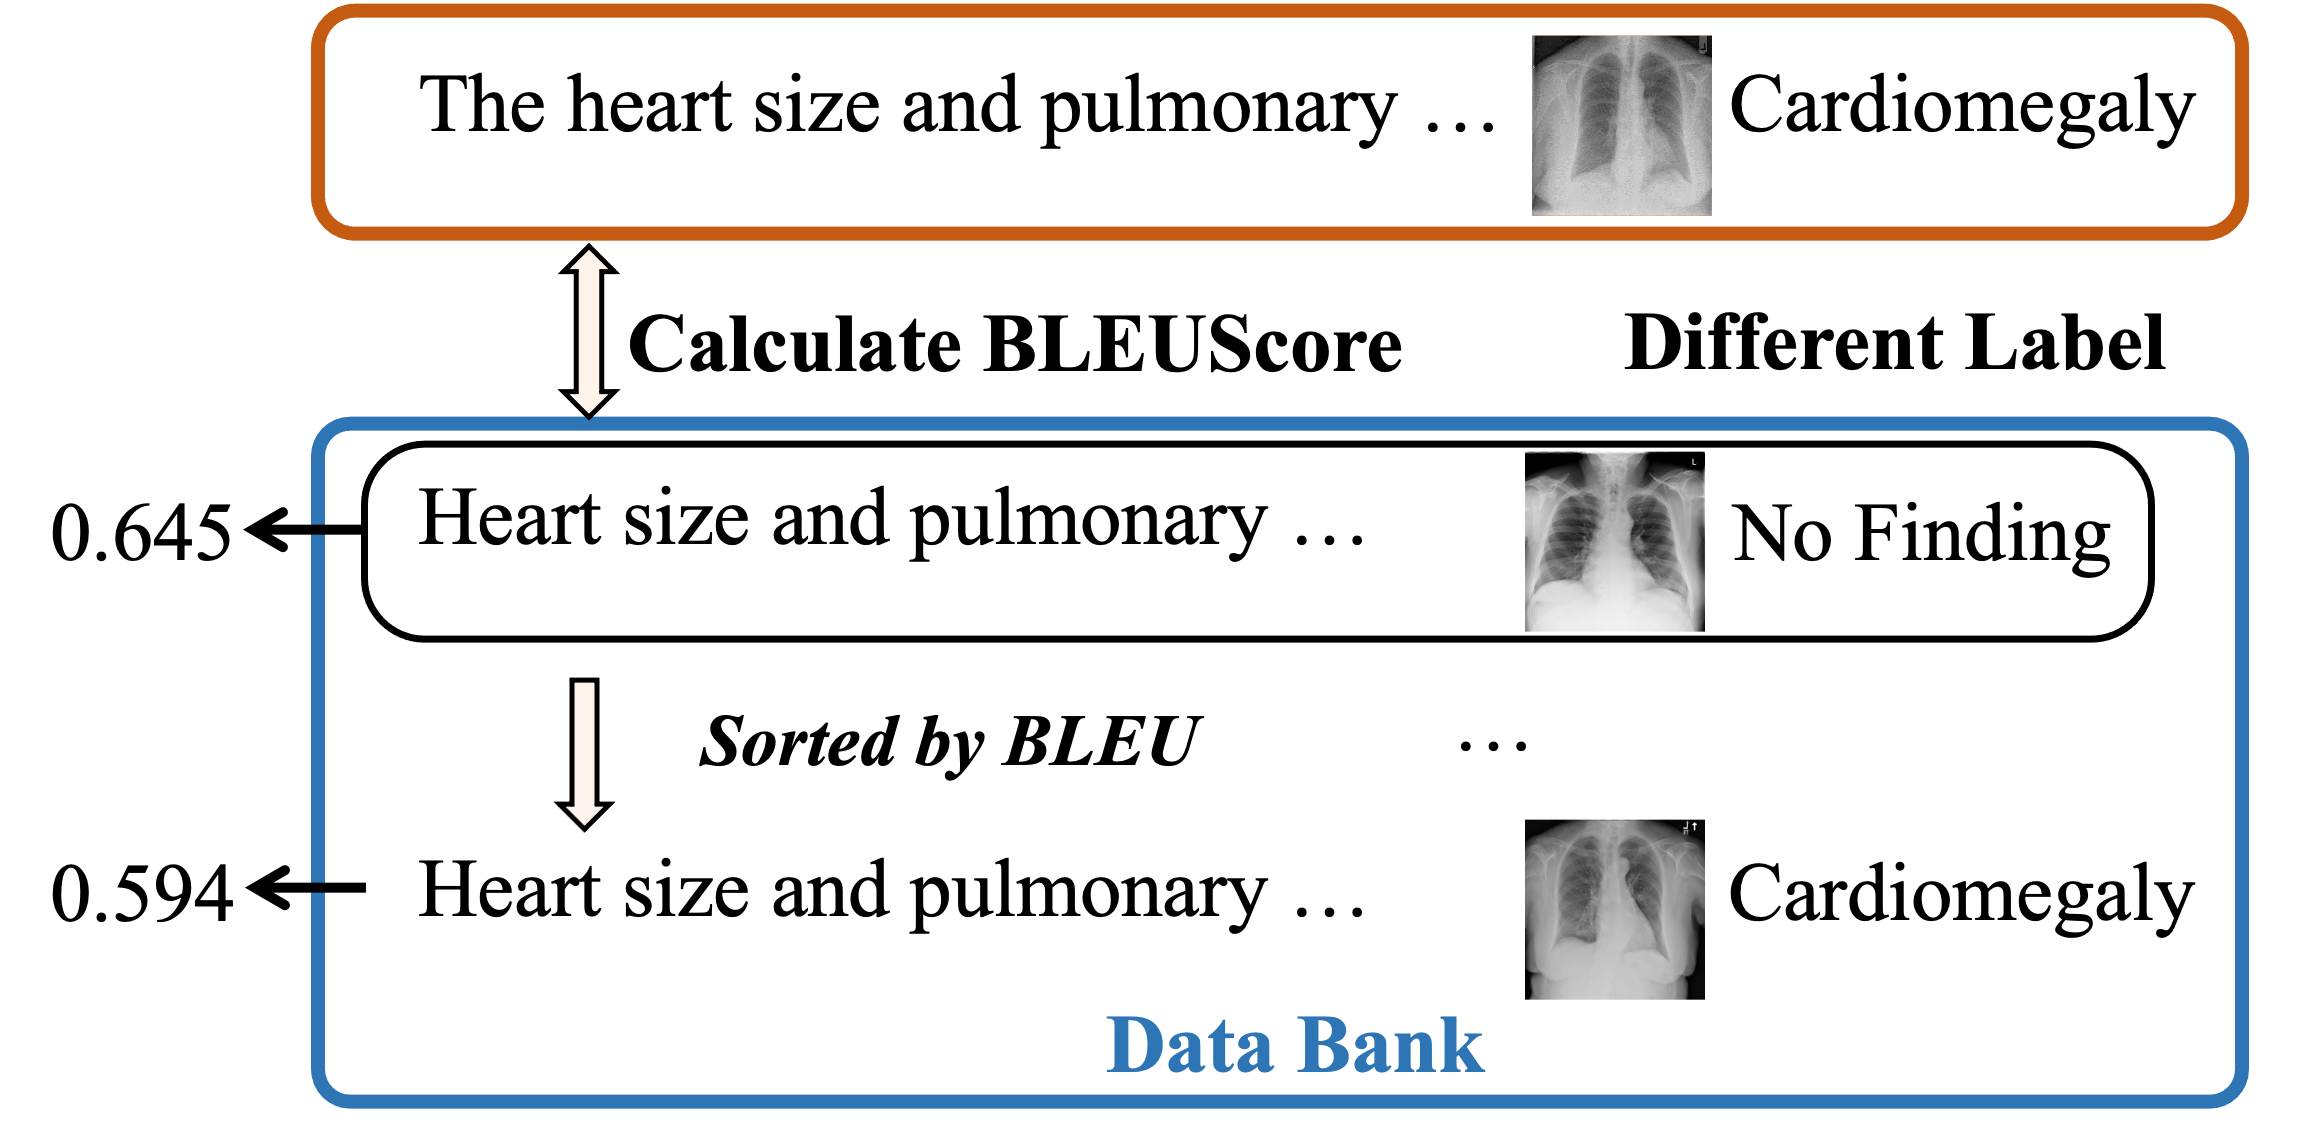 The heart size and pulmonary … Cardiomegaly
Calculate BLEUScore Different Label
0.645 Heart size and pulmonary … No Finding
Sorted by BLEU …
0.594 Heart size and pulmonary … Cardiomegaly
Data Bank